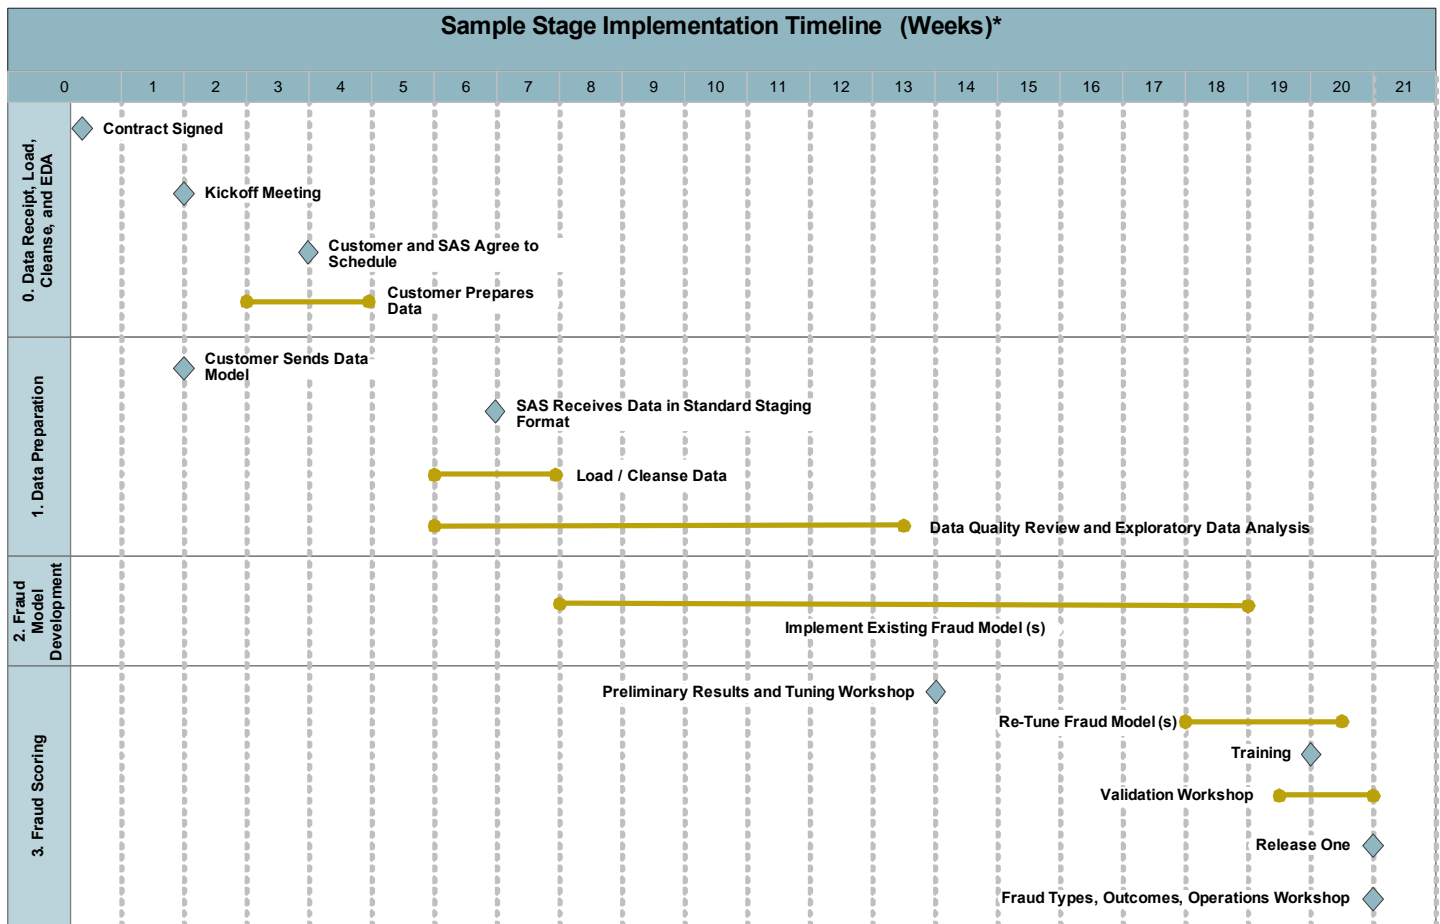 Sample Stage Implementation Timeline (Weeks)*
0 1 2 3 4 5 6 7 8 9 10 11 12 13 14 15 16 17 18 19 20 21
0. Data Receipt, Load,
Cleanse, and EDA
Contract Signed
Kickoff Meeting
Customer and SAS Agree to
Schedule
Customer Prepares
Data
1. Data Preparation
Customer Sends Data
Model
SAS Receives Data in Standard Staging
Format
Load / Cleanse Data
Data Quality Review and Exploratory Data Analysis
2. Fraud
Model
Development
Implement Existing Fraud Model (s)
3. Fraud Scoring
Preliminary Results and Tuning Workshop
Re-Tune Fraud Model (s)
Training
Validation Workshop
Release One
Fraud Types, Outcomes, Operations Workshop